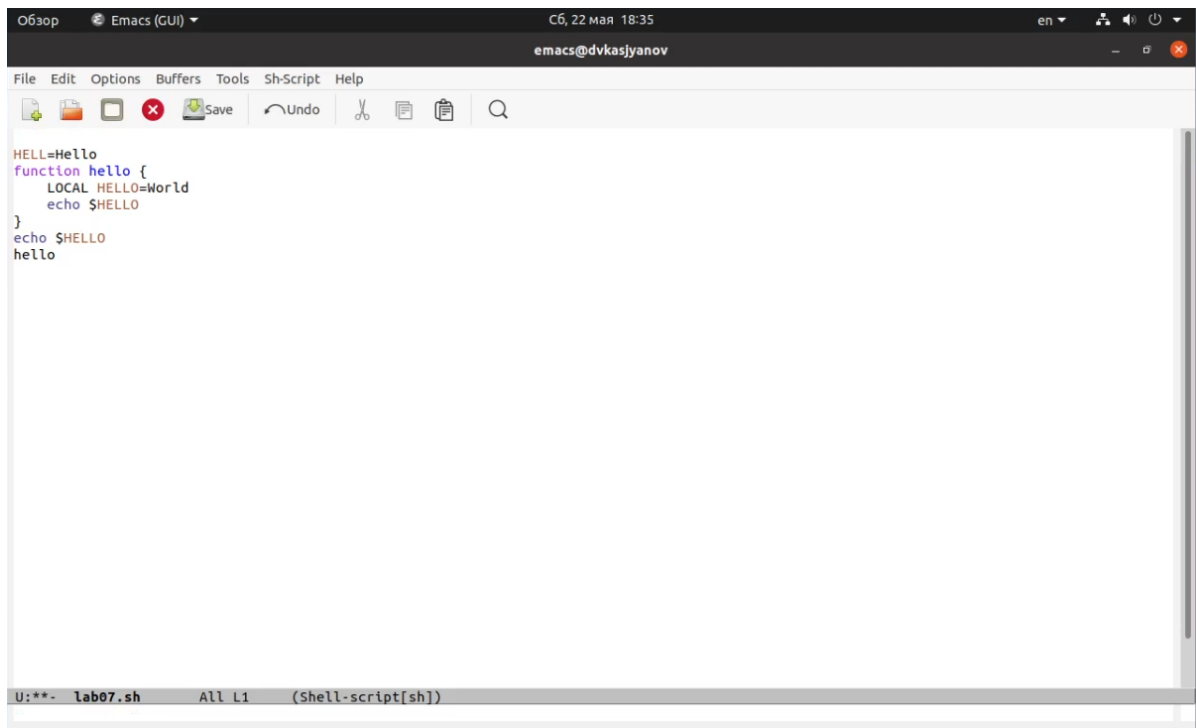 Обзор Emacs (GUI) Сб, 22 мая 18:35 en
emacs@dvkasjyanov
File Edit Options Buffers Tools Sh-Script Help
Save Undo
HELL=Hello
function hello {
    LOCAL HELLO=World
    echo $HELLO
}
echo $HELLO
hello
U:**- lab07.sh All L1 (Shell-script[sh])